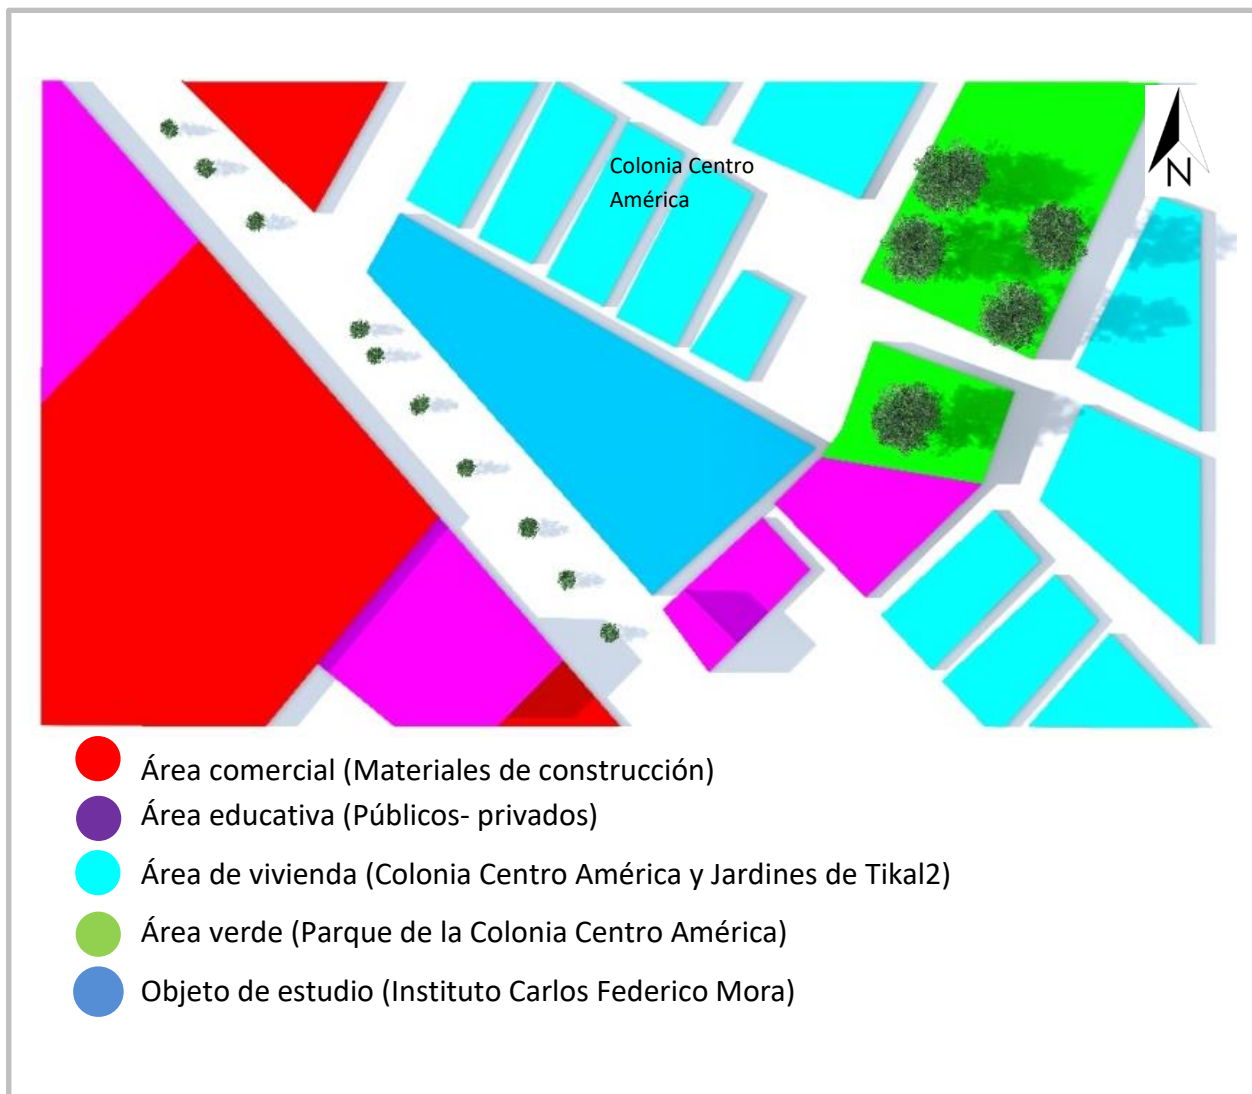 Colonia Centro
América
N
Área comercial (Materiales de construcción)
Área educativa (Públicos- privados)
Área de vivienda (Colonia Centro América y Jardines de Tikal2)
Área verde (Parque de la Colonia Centro América)
Objeto de estudio (Instituto Carlos Federico Mora)